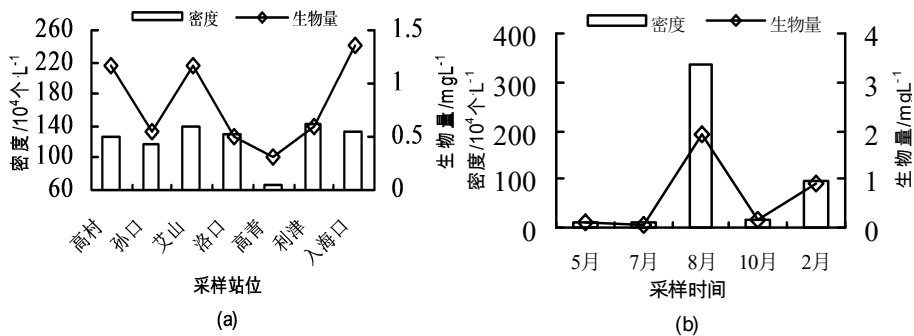 密度 生物量
密度/10⁴个·L⁻¹
260
220
180
140
100
60
1.5
1
0.5
0
生物量/mgL⁻¹
高村 孙口 艾山 洛口 高青 利津 入海口
采样站位
(a)
密度 生物量
密度/10⁴个·L⁻¹
400
300
200
100
0
4
3
2
1
0
生物量/mgL⁻¹
5月 7月 8月 10月 2月
采样时间
(b)